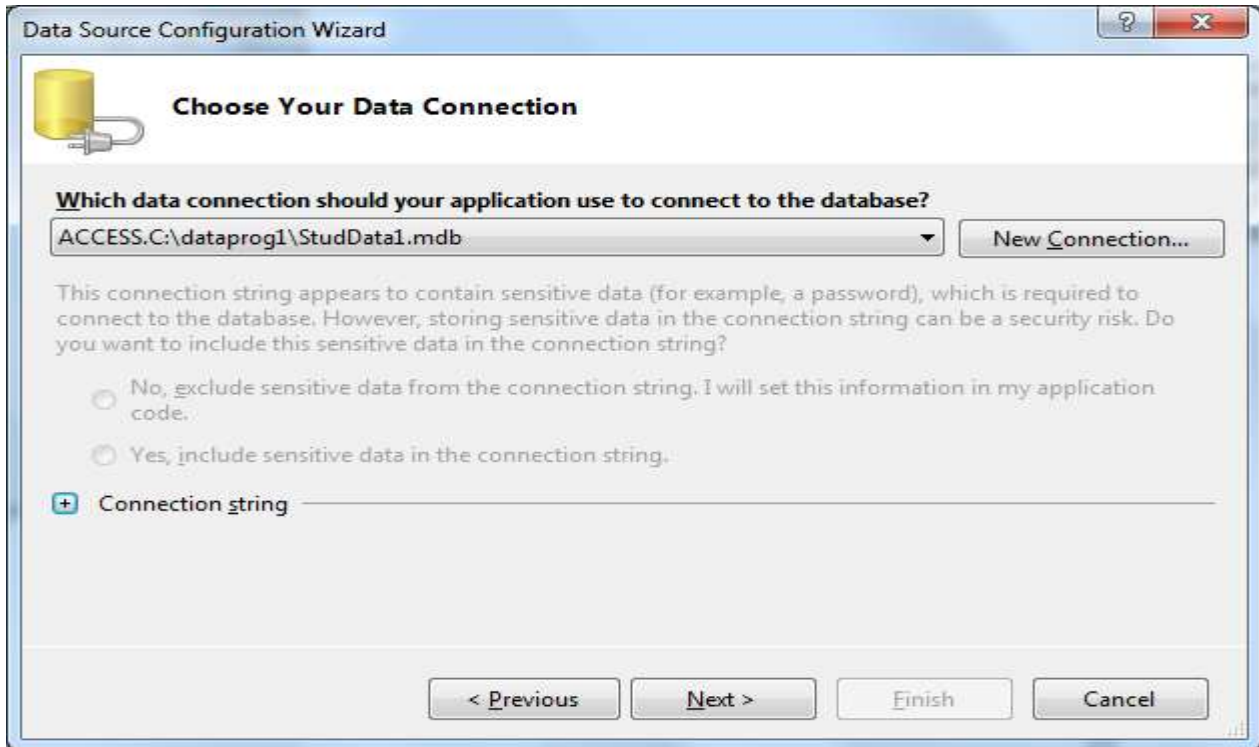 Data Source Configuration Wizard
?
Choose Your Data Connection
Which data connection should your application use to connect to the database?
ACCESS.C:\dataprog1\StudData1.mdb
New Connection...
This connection string appears to contain sensitive data (for example, a password), which is required to
connect to the database. However, storing sensitive data in the connection string can be a security risk. Do
you want to include this sensitive data in the connection string?
No, exclude sensitive data from the connection string. I will set this information in my application
code.
Yes, include sensitive data in the connection string.
+ Connection string
< Previous
Next >
Finish
Cancel